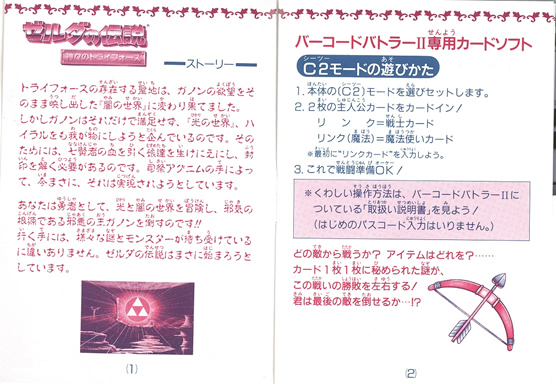 ゼルダの伝説
神々のトライフォース
ストーリー
トライフォースの存在する聖地は、ガノンの欲望をそ
のまま映し出した『闇の世界』に変わり果てました。
しかしガノンはそれだけでは満足せず、『光の世界』、ハ
イラルをも我が物にしようと企んでいるのです。その
ためには、七賢者の血を引く娘達を生けにえにし、封
印を解く必要があるのです。司祭アグニムの手によっ
て、今まさに、それは実現されようとしています。
あなたは勇者として、光と闇の世界を冒険し、邪気の
根源である邪悪の王ガノンを倒すのです!!
行く手には、様々な謎とモンスターが待ち受けている
に違いありません。ゼルダの伝説はまさに始まろうと
しています。
(1)
バーコードバトラーⅡ専用カードソフト
C2モードの遊びかた
1.本体の(C2)モードを選びセットします。
2.2枚の主人公カードをカードイン!
リンク=戦士カード
リンク(魔法)=魔法使いカード
※最初に“リンクカード”を入力しよう。
3.これで戦闘準備OK!
※くわしい操作方法は、バーコードバトラーⅡに
ついている「取扱い説明書」を見よう!
(はじめのパスコード入力はいりません。)
どの敵から戦うか? アイテムはどれを?……
カード1枚1枚に秘められた謎が、
この戦いの勝敗を左右する!
君は最後の敵を倒せるか…!?
(2)